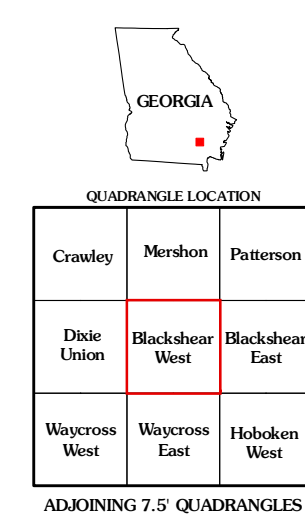 GEORGIA
QUADRANGLE LOCATION
Crawley
Mershon
Patterson
Dixie
Union
Blackshear
West
Blackshear
East
Waycross
West
Waycross
East
Hoboken
West
ADJOINING 7.5' QUADRANGLES